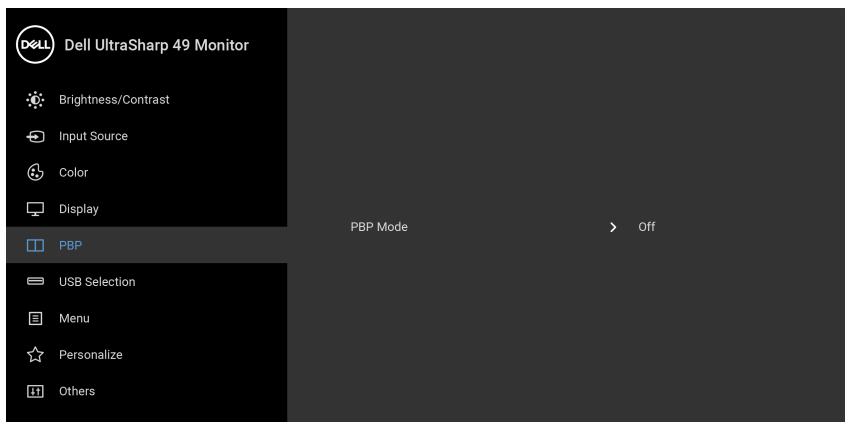 DELL
Dell UltraSharp 49 Monitor
Brightness/Contrast
Input Source
Color
Display
PBP
USB Selection
Menu
Personalize
Others
PBP Mode
Off